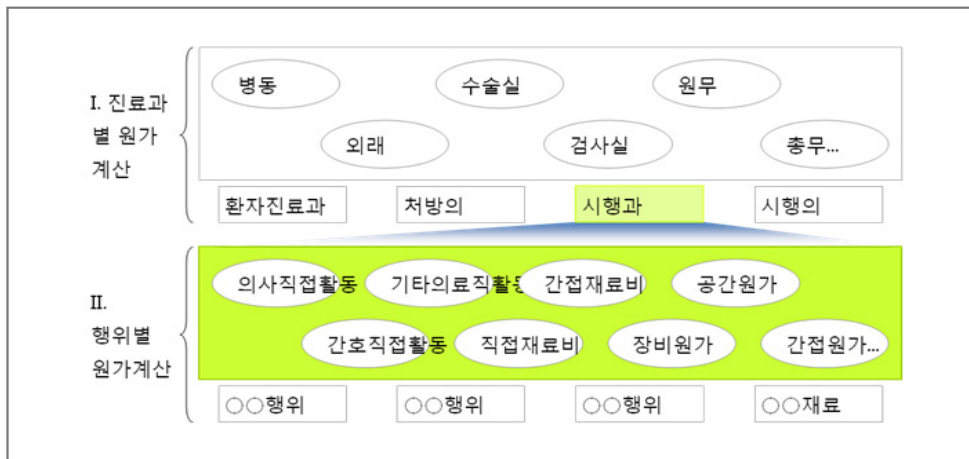 I. 진료과
별 원가
계산
병동
수술실
원무
외래
검사실
총무...
환자진료과
처방의
시행과
시행의
II.
행위별
원가계산
의사직접활동
기타의료직활동
간접재료비
공간원가
간호직접활동
직접재료비
장비원가
간접원가...
○○행위
○○행위
○○행위
○○재료